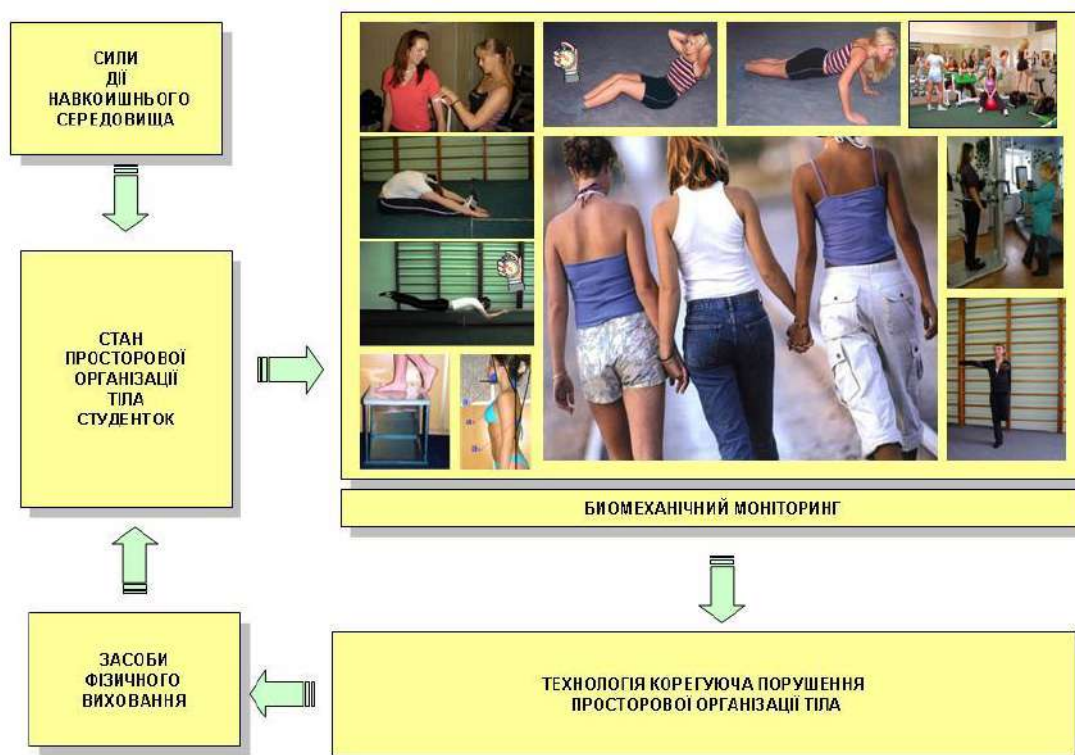 СИЛИ
ДІЇ
НАВКОИШНЬОГО
СЕРЕДОВИЩА
СТАН
ПРОСТОРОВОЇ
ОРГАНІЗАЦІЇ
ТІЛА
СТУДЕНТОК
БИОМЕХАНІЧНИЙ МОНІТОРИНГ
ЗАСОБИ
ФІЗИЧНОГО
ВИХОВАННЯ
ТЕХНОЛОГІЯ КОРЕГУЮЧА ПОРУШЕННЯ
ПРОСТОРОВОЇ ОРГАНІЗАЦІЇ ТІЛА